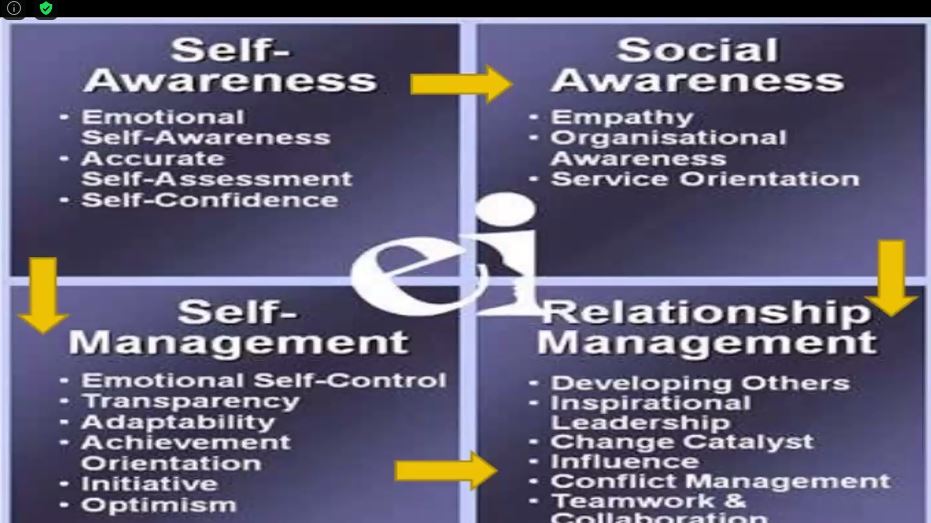 Self-
Awareness
• Emotional
Self-Awareness
• Accurate
Self-Assessment
• Self-Confidence
Social
Awareness
• Empathy
• Organisational
Awareness
• Service Orientation
ei
Self-
Management
• Emotional Self-Control
• Transparency
• Adaptability
• Achievement
Orientation
• Initiative
• Optimism
Relationship
Management
• Developing Others
• Inspirational
Leadership
• Change Catalyst
• Influence
• Conflict Management
• Teamwork &
Collaboration